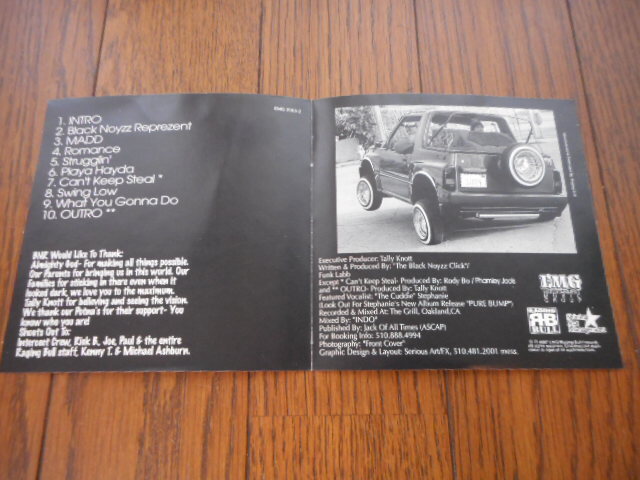 1. INTRO
2. Black Noyzz Reprezent
3. MADD
4. Romance
5. Strugglin'
6. Playa Hayda
7. Can't Keep Steal *
8. Swing Low
9. What You Gonna Do
10. OUTRO **
BNR Would Like To Thank:
Almighty God- For making all things possible.
Our Parents for bringing us in this world. Our
Families for sticking in there even when it
looked dark, we love you to the maximum.
Tally Knott for believing and seeing the vision.
We thank our Potna's for their support- You
know who you are!
Shouts Out To:
Intercent Crew, Rink B, Joe, Paul & the entire
Raging Bull staff, Kenny T. & Michael Ashburn.
Executive Producer: Tally Knott
Written & Produced By: "The Black Noyzz Click"/
Funk Labb
Except * Can't Keep Steal- Produced By: Rody Bo / Phamley Jack
and ** OUTRO- Produced By: Tally Knott
Featured Vocalist: "The Cuddie" Stephanie
(Look Out For Stephanie's New Album Release "PURE BUMP")
Recorded & Mixed At: The Grill, Oakland,CA
Mixed By: "INDO"
Published By: Jack Of All Times (ASCAP)
For Booking Info: 510.888.4994
Photography: "Front Cover"
Graphic Design & Layout: Serious Art/FX, 510.481.2001 mess.
EMG
RAGING
BULL